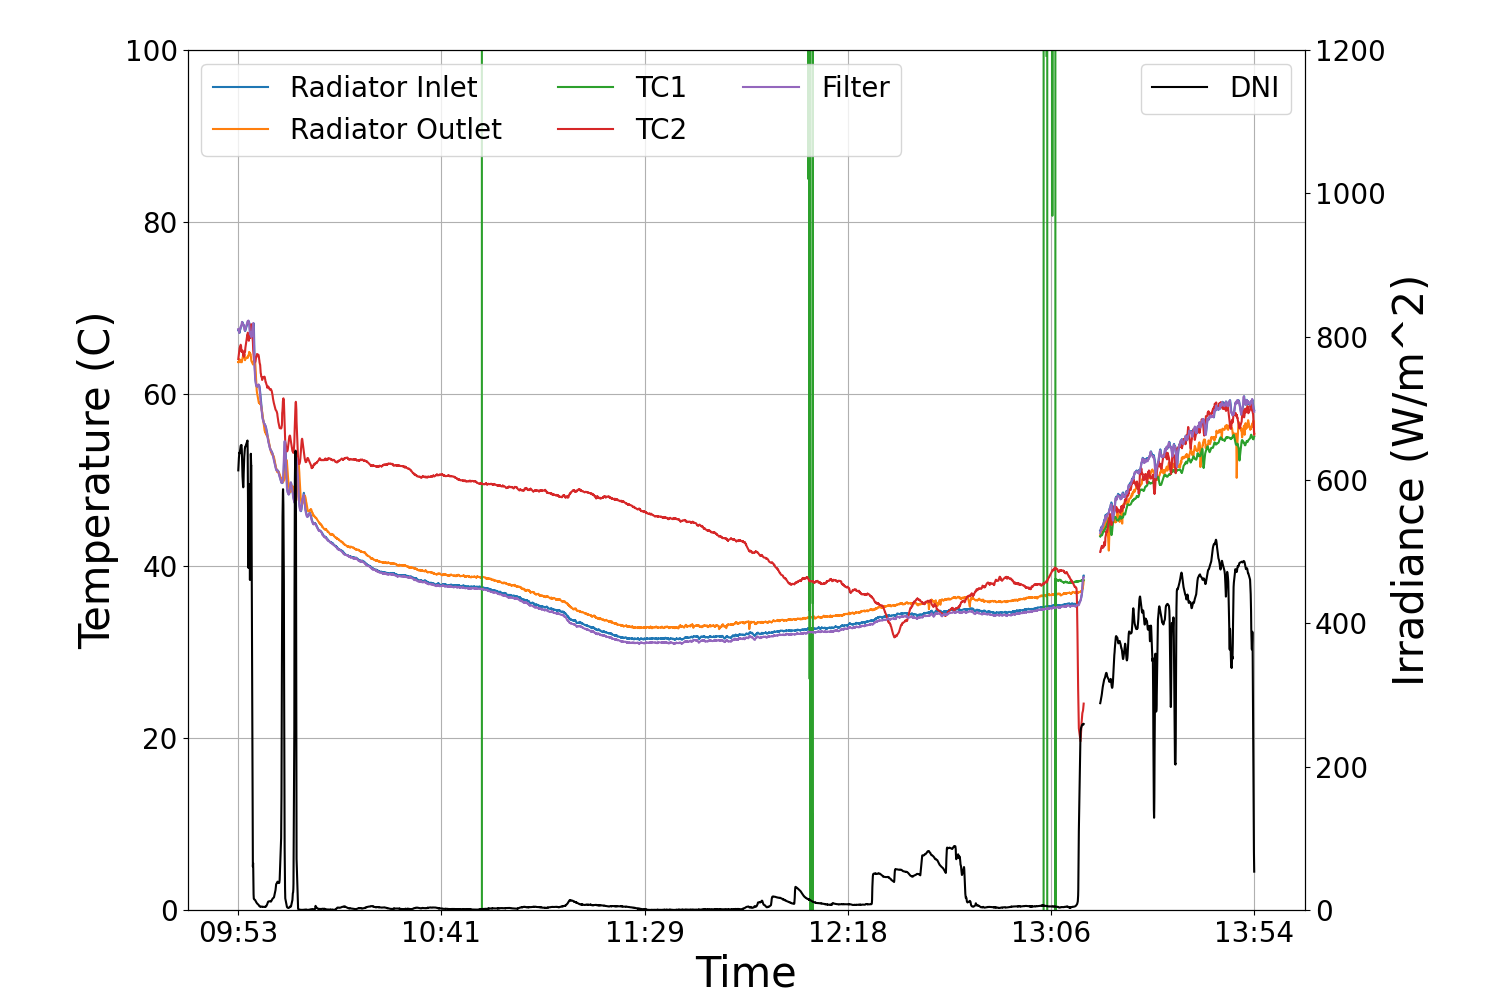 100
80
60
40
20
0
Temperature (C)
Radiator Inlet
Radiator Outlet
TC1
TC2
Filter
DNI
1200
1000
800
600
400
200
0
Irradiance (W/m^2)
09:53 10:41 11:29 12:18 13:06 13:54
Time